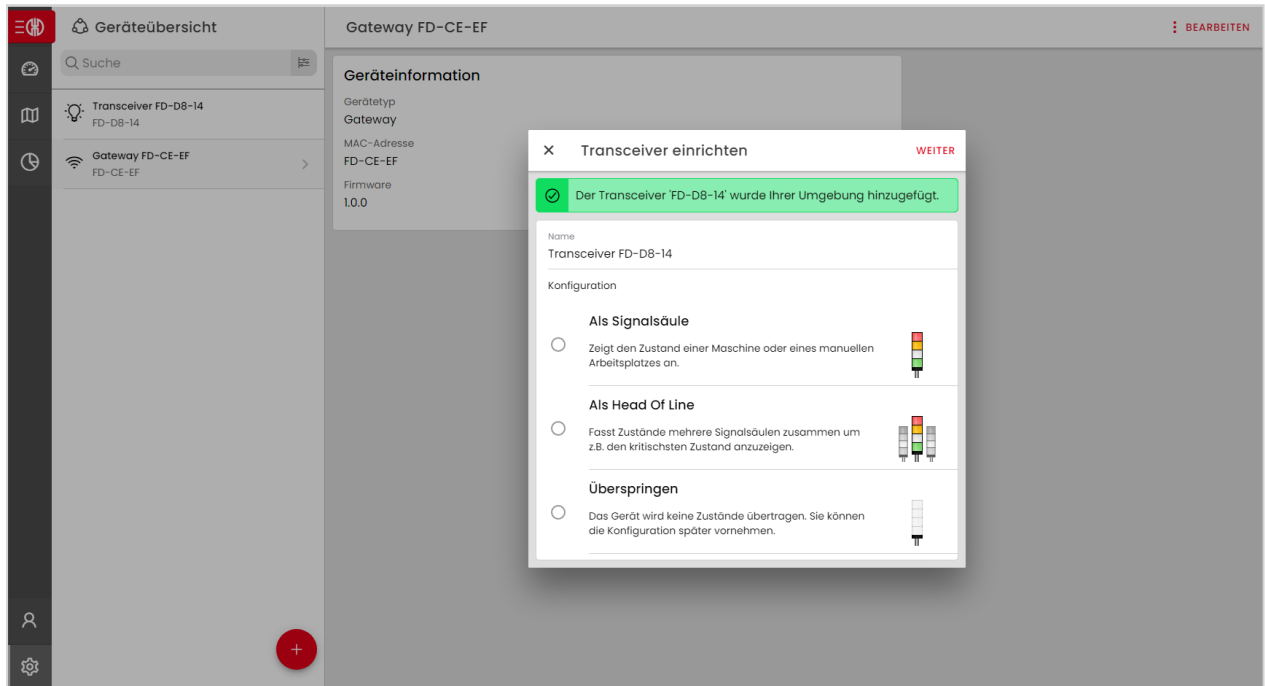 Geräteübersicht
Suche
Transceiver FD-D8-14
FD-D8-14
Gateway FD-CE-EF
FD-CE-EF
Gateway FD-CE-EF
BEARBEITEN
Geräteinformation
Gerätetyp
Gateway
MAC-Adresse
FD-CE-EF
Firmware
1.0.0
Transceiver einrichten
WEITER
Der Transceiver 'FD-D8-14' wurde Ihrer Umgebung hinzugefügt.
Name
Transceiver FD-D8-14
Konfiguration
Als Signalsäule
Zeigt den Zustand einer Maschine oder eines manuellen
Arbeitsplatzes an.
Als Head Of Line
Fasst Zustände mehrere Signalsäulen zusammen um
z.B. den kritischsten Zustand anzuzeigen.
Überspringen
Das Gerät wird keine Zustände übertragen. Sie können
die Konfiguration später vornehmen.